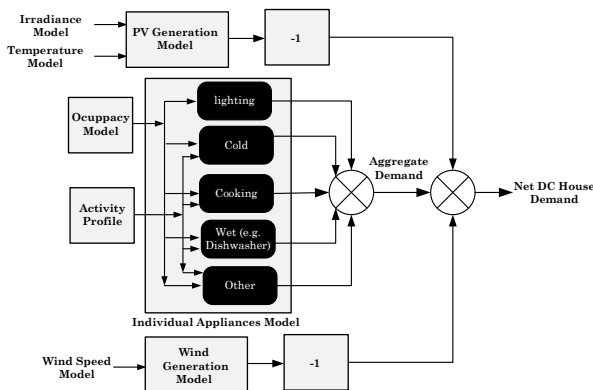 Irradiance
Model
Temperature
Model
PV Generation
Model
-1
Ocuppacy
Model
Activity
Profile
lighting
Cold
Cooking
Wet (e.g.
Dishwasher)
Other
Individual Appliances Model
Aggregate
Demand
Net DC House
Demand
Wind Speed
Model
Wind
Generation
Model
-1